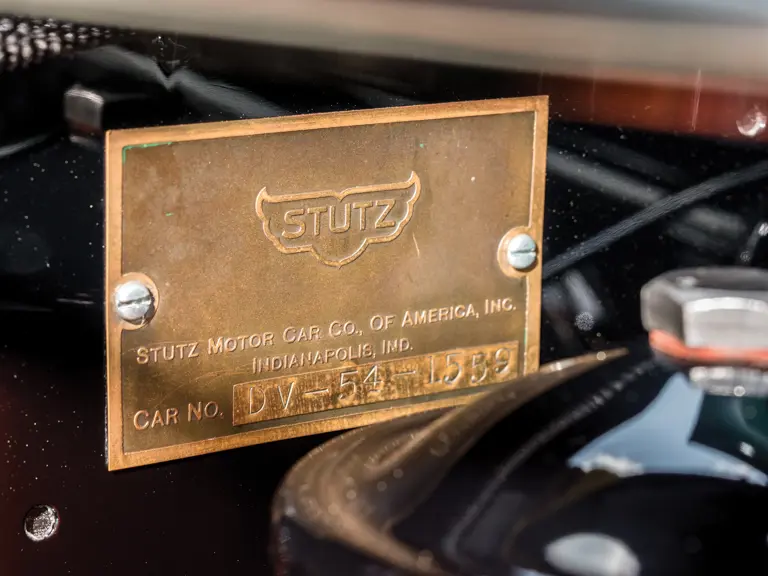 STUTZ
STUTZ MOTOR CAR CO., OF AMERICA, INC.
INDIANAPOLIS, IND.
CAR NO. DV-54-1559